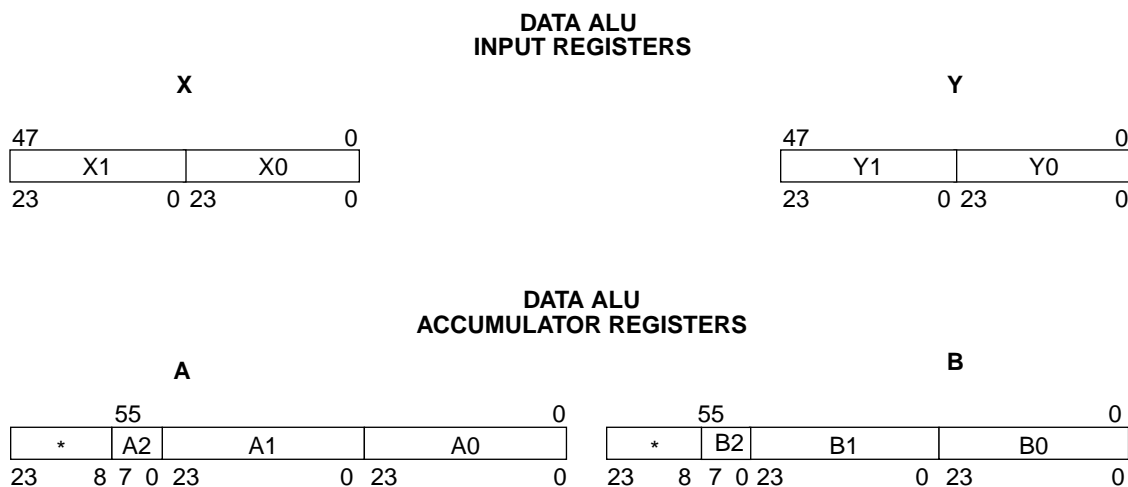 DATA ALU
INPUT REGISTERS
X Y
47 0 47 0
X1 X0 Y1 Y0
23 0 23 0 23 0 23 0
DATA ALU
ACCUMULATOR REGISTERS
A B
55 0 55 0
* A2 A1 A0 * B2 B1 B0
23 8 7 0 23 0 23 0 23 8 7 0 23 0 23 0